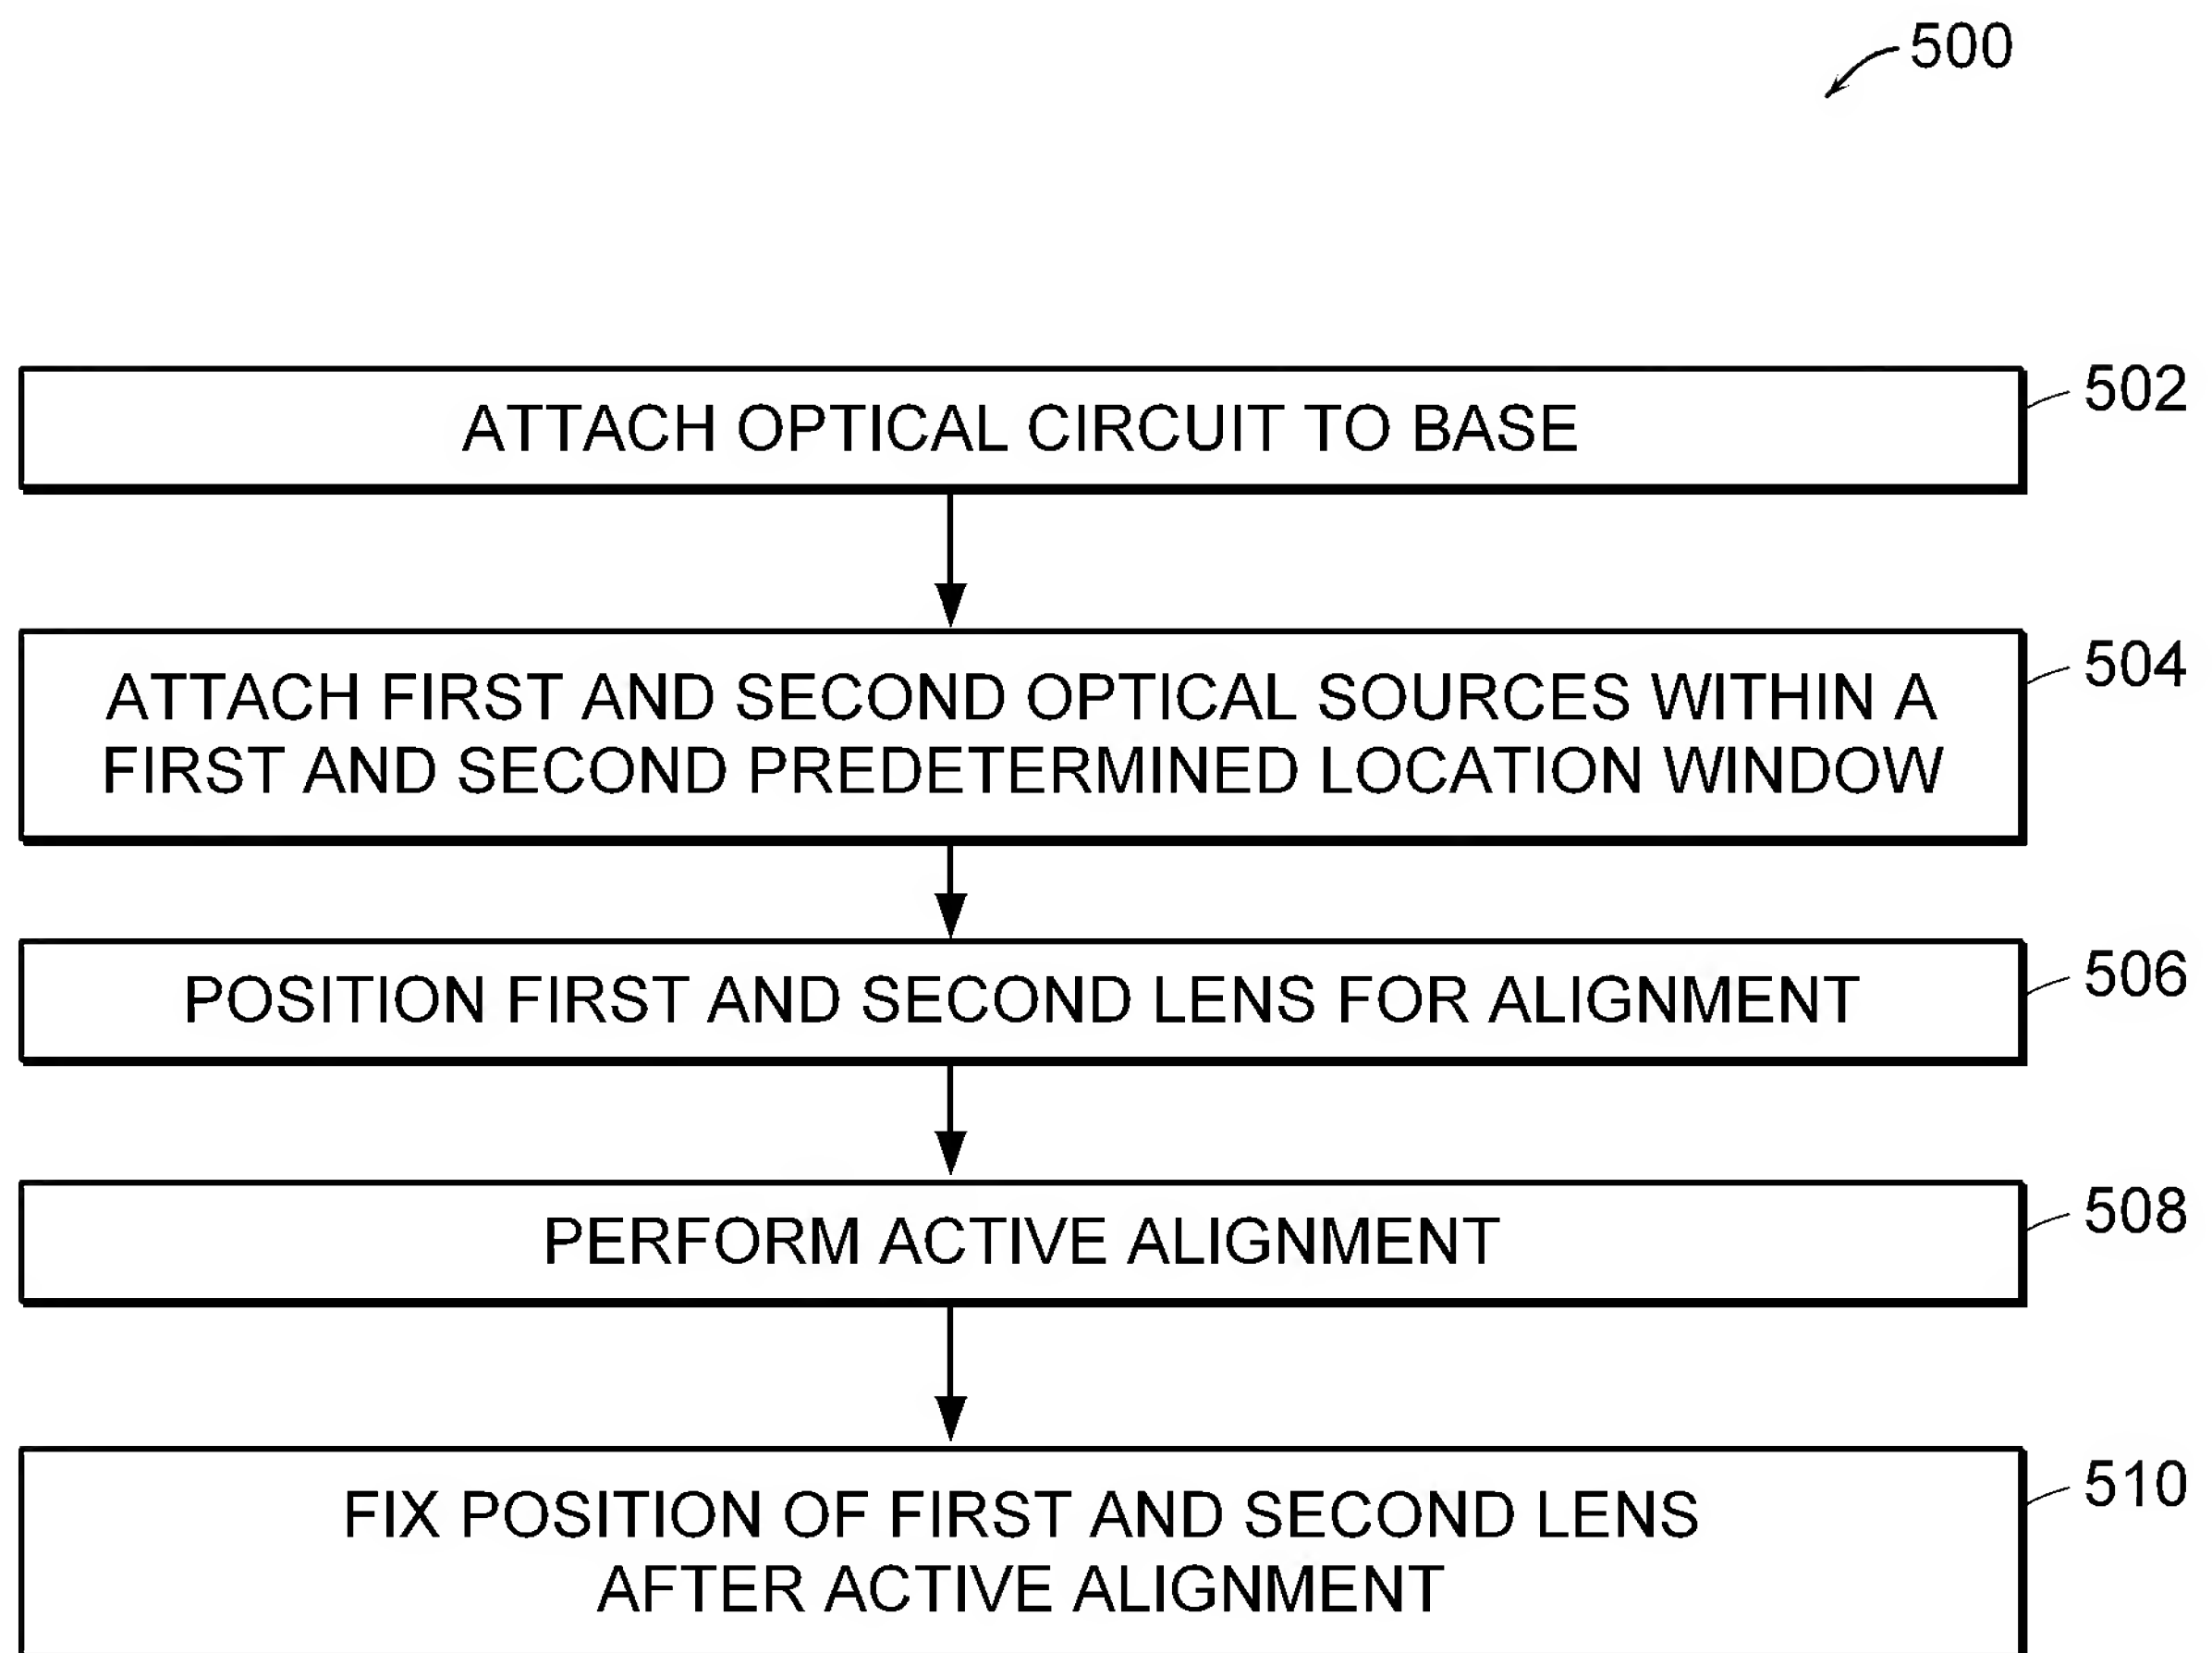 500
502
ATTACH OPTICAL CIRCUIT TO BASE
504
ATTACH FIRST AND SECOND OPTICAL SOURCES WITHIN A
FIRST AND SECOND PREDETERMINED LOCATION WINDOW
506
POSITION FIRST AND SECOND LENS FOR ALIGNMENT
508
PERFORM ACTIVE ALIGNMENT
510
FIX POSITION OF FIRST AND SECOND LENS
AFTER ACTIVE ALIGNMENT